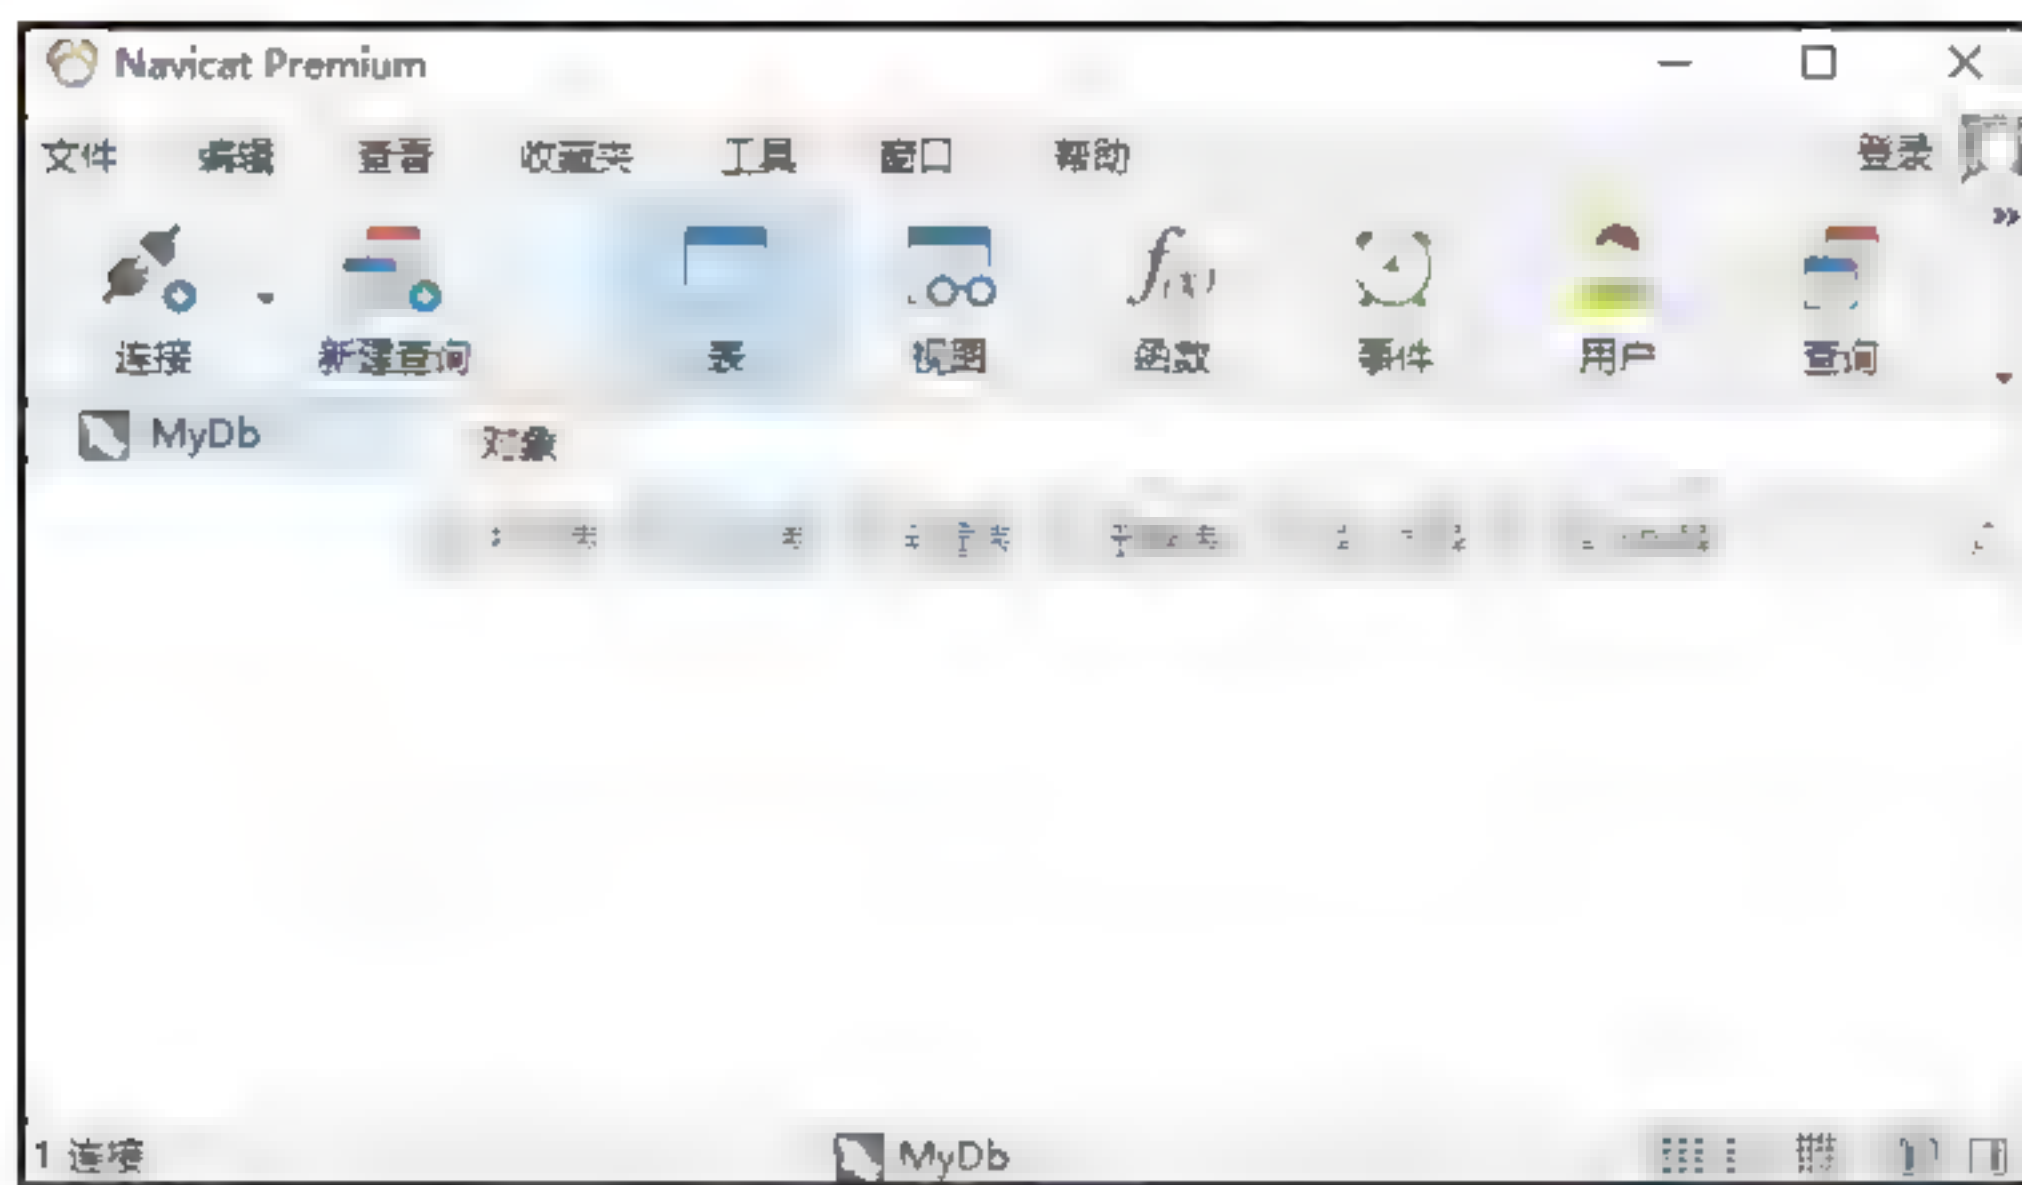 Navicat Premium
文件 编辑 查看 收藏夹 工具 窗口 帮助 登录
连接 新建查询 表 视图 函数 事件 用户 查询
MyDb 对象
1 连接 MyDb